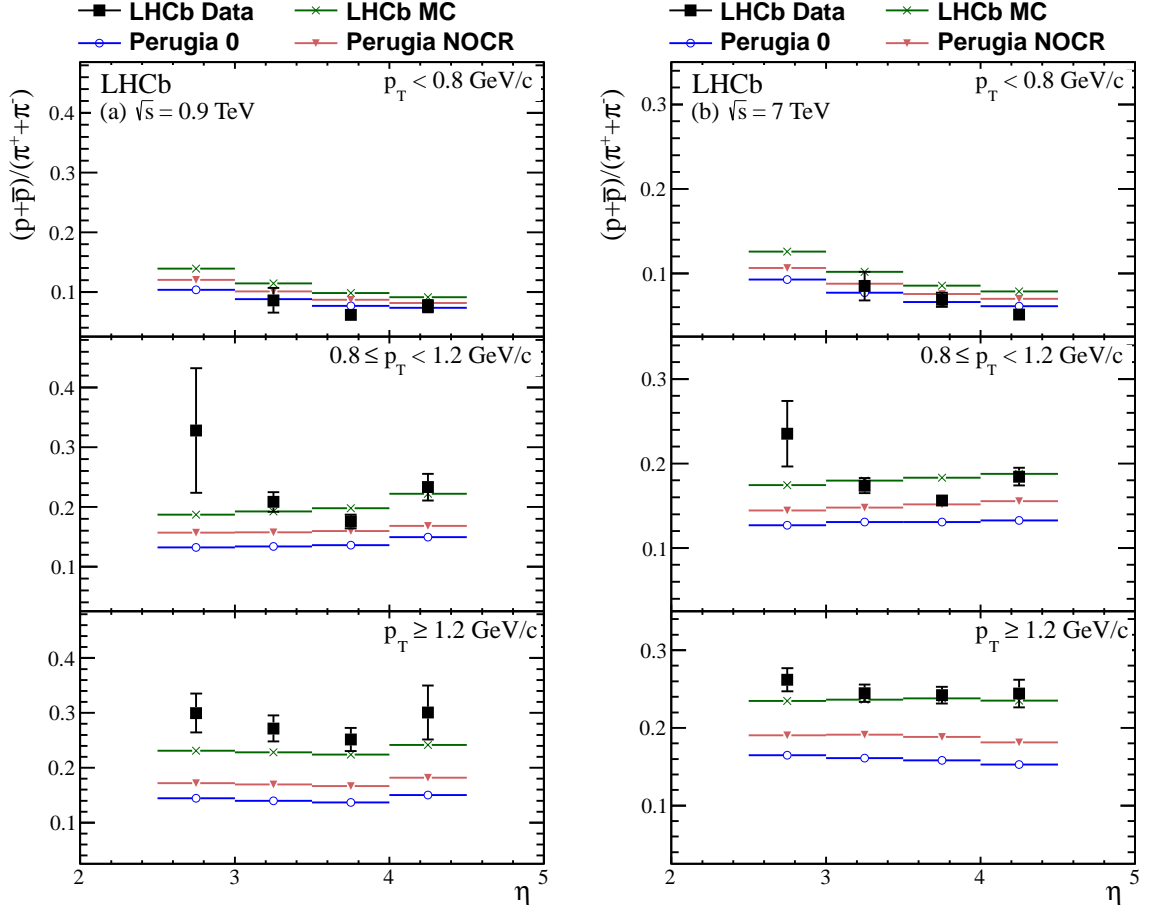 LHCb Data LHCb MC
Perugia 0 Perugia NOCR
LHCb
(a) √s = 0.9 TeV
p_T < 0.8 GeV/c
(p+p̅)/(π⁺+π⁻)
0.4
0.3
0.2
0.1
0.8 ≤ p_T < 1.2 GeV/c
0.4
0.3
0.2
0.1
p_T ≥ 1.2 GeV/c
0.4
0.3
0.2
0.1
2 3 4 5
η
LHCb Data LHCb MC
Perugia 0 Perugia NOCR
LHCb
(b) √s = 7 TeV
p_T < 0.8 GeV/c
(p+p̅)/(π⁺+π⁻)
0.3
0.2
0.1
0.8 ≤ p_T < 1.2 GeV/c
0.3
0.2
0.1
p_T ≥ 1.2 GeV/c
0.3
0.2
0.1
2 3 4 5
η